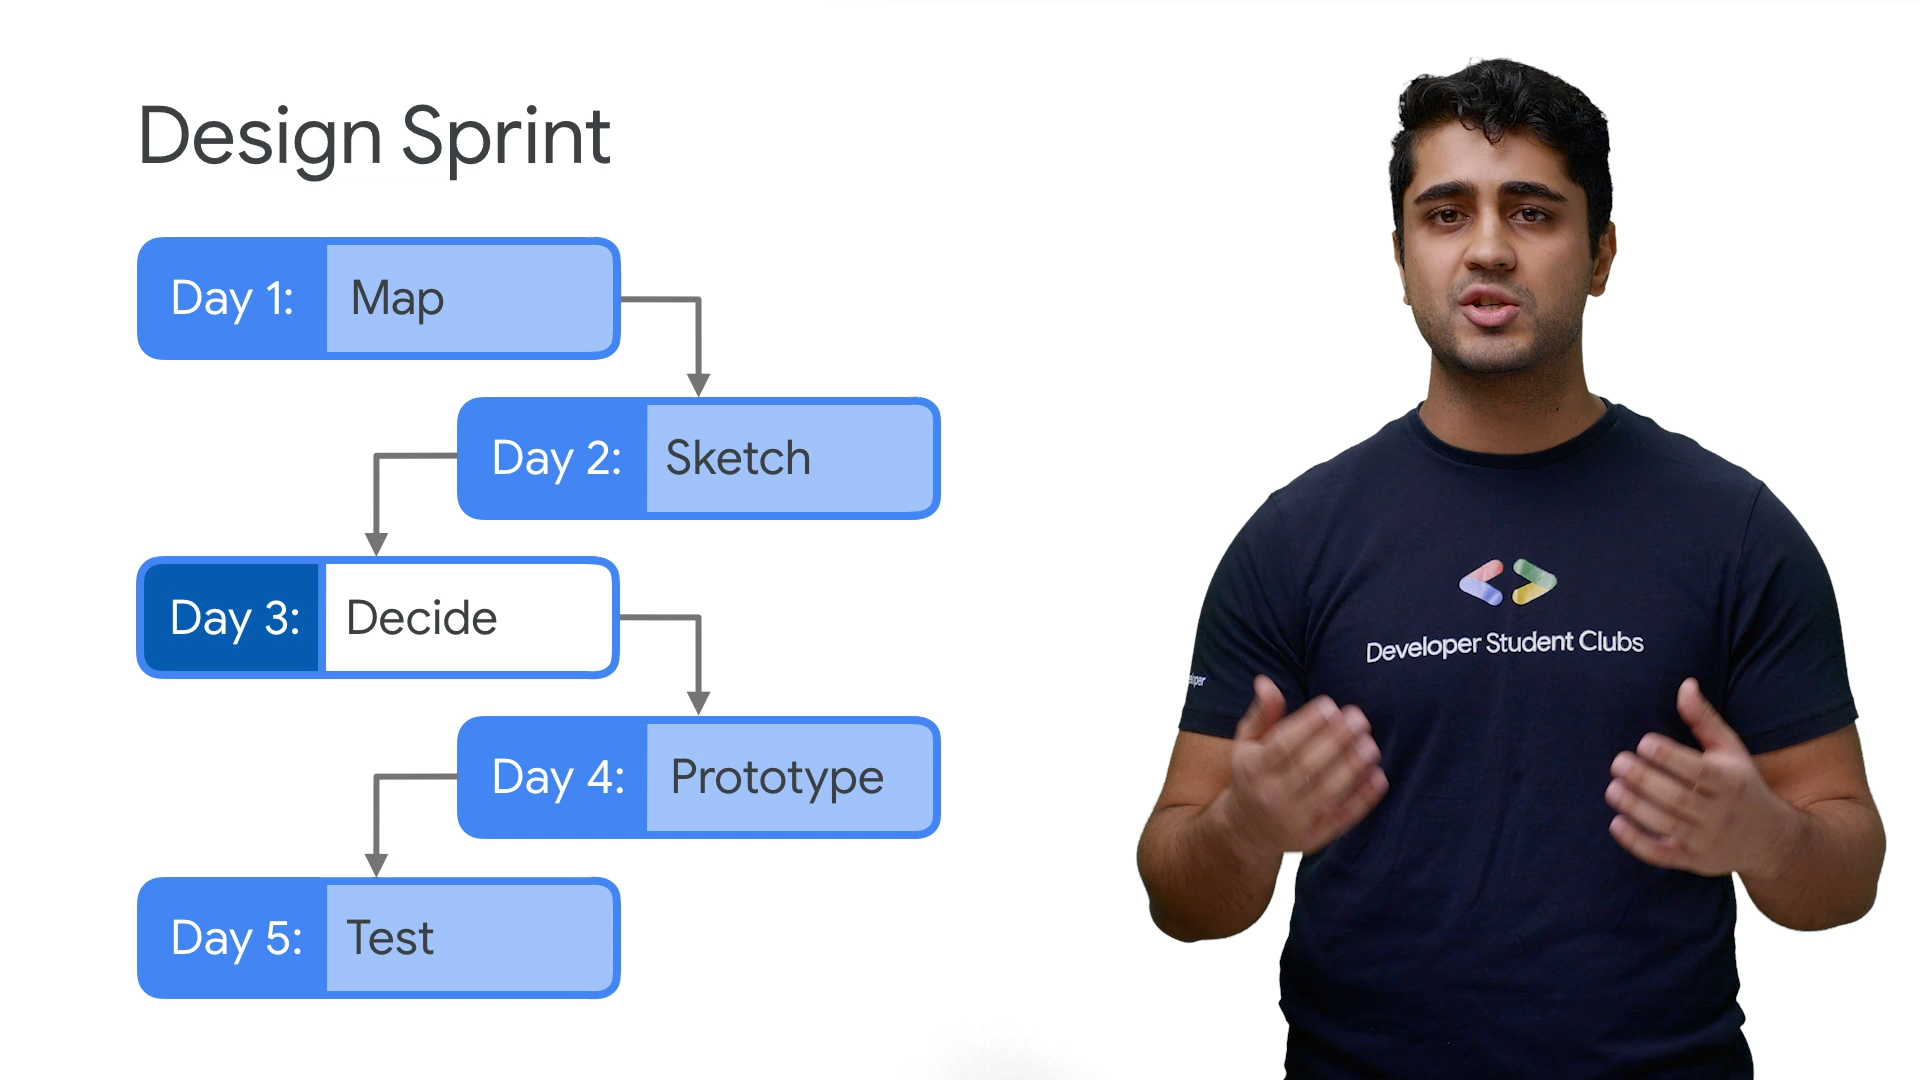 Design Sprint
Day 1: Map
Day 2: Sketch
Day 3: Decide
Day 4: Prototype
Day 5: Test
Developer Student Clubs